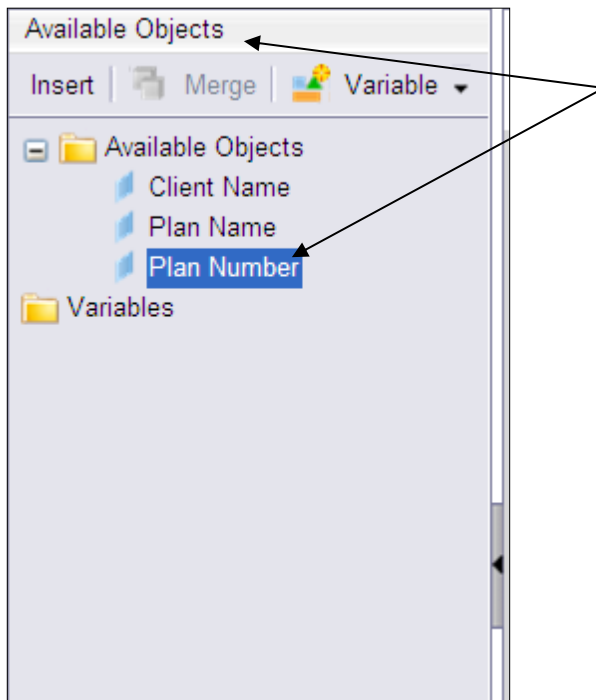 Available Objects
Insert Merge Variable
Available Objects
Client Name
Plan Name
Plan Number
Variables